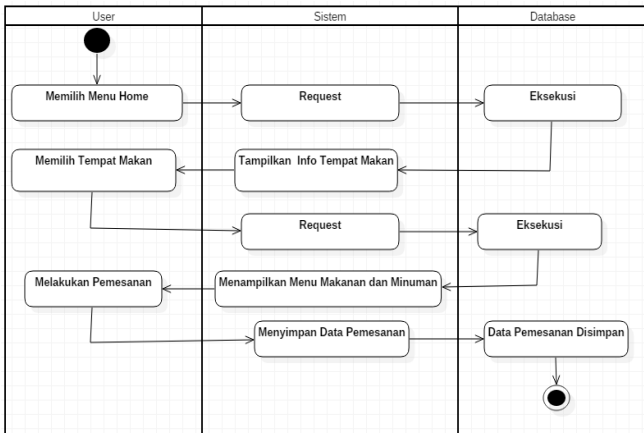 User
Sistem
Database
Memilih Menu Home
Request
Eksekusi
Memilih Tempat Makan
Tampilkan Info Tempat Makan
Request
Eksekusi
Melakukan Pemesanan
Menampilkan Menu Makanan dan Minuman
Menyimpan Data Pemesanan
Data Pemesanan Disimpan